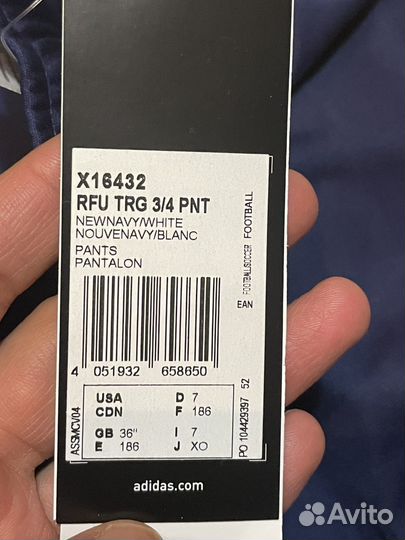 X16432
RFU TRG 3/4 PNT
NEWNAVY/WHITE
NOUVENAVY/BLANC
PANTS
PANTALON
FOOTBALL/SOCCER FOOTBALL
EAN
4 051932 658650
ASSMCV04
USA
CDN
D 7
F 186
GB 36"
E 186
I 7
J XO
PO 104429397 52
adidas.com
Avito